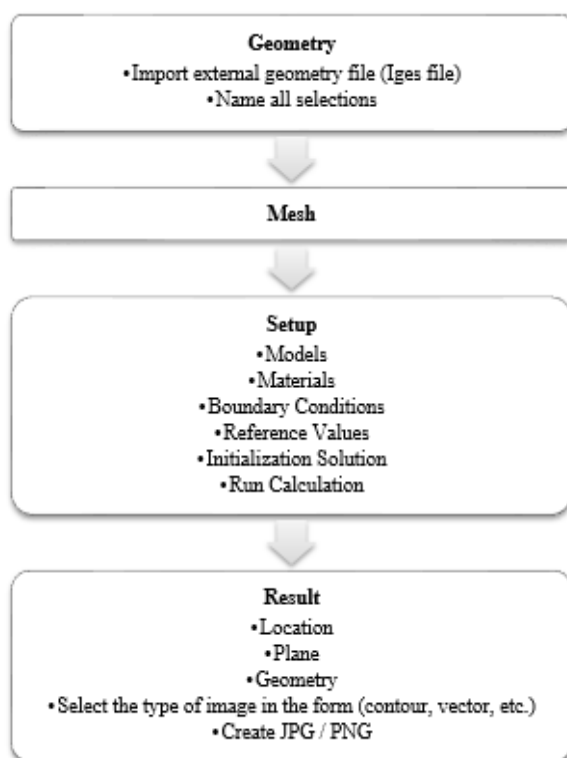 Geometry
•Import external geometry file (Iges file)
•Name all selections
Mesh
Setup
•Models
•Materials
•Boundary Conditions
•Reference Values
•Initialization Solution
•Run Calculation
Result
•Location
•Plane
•Geometry
•Select the type of image in the form (contour, vector, etc.)
•Create JPG / PNG